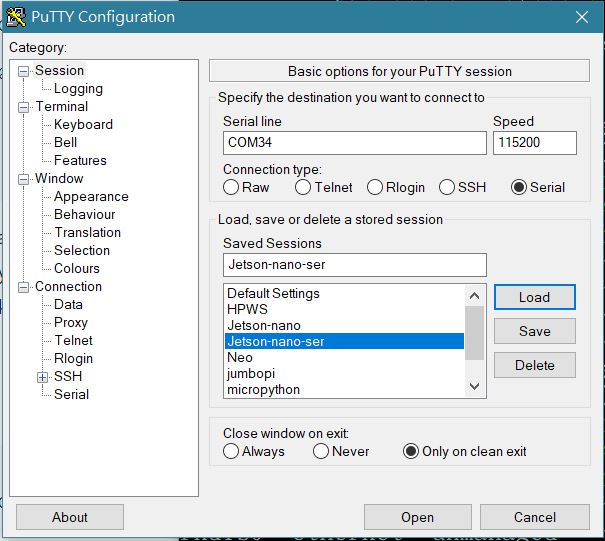 PuTTY Configuration
Category:
Session
Logging
Terminal
Keyboard
Bell
Features
Window
Appearance
Behaviour
Translation
Selection
Colours
Connection
Data
Proxy
Telnet
Rlogin
SSH
Serial
Basic options for your PuTTY session
Specify the destination you want to connect to
Serial line Speed
COM34 115200
Connection type:
Raw Telnet Rlogin SSH Serial
Load, save or delete a stored session
Saved Sessions
Jetson-nano-ser
Default Settings
HPWS
Jetson-nano
Jetson-nano-ser
Neo
jumbopi
micropython
Load
Save
Delete
Close window on exit:
Always Never Only on clean exit
About Open Cancel